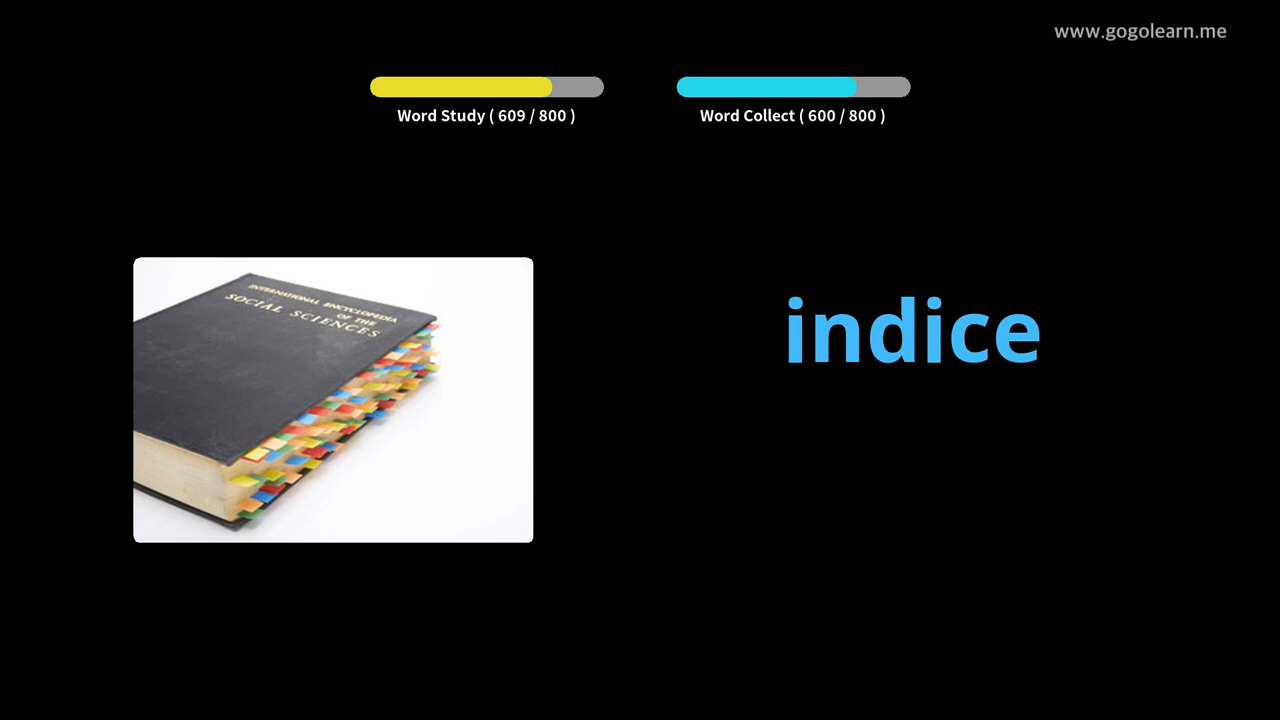 www.gogolearn.me
Word Study ( 609 / 800 )
Word Collect ( 600 / 800 )
INTERNATIONAL ENCYCLOPEDIA
OF THE
SOCIAL SCIENCES
indice